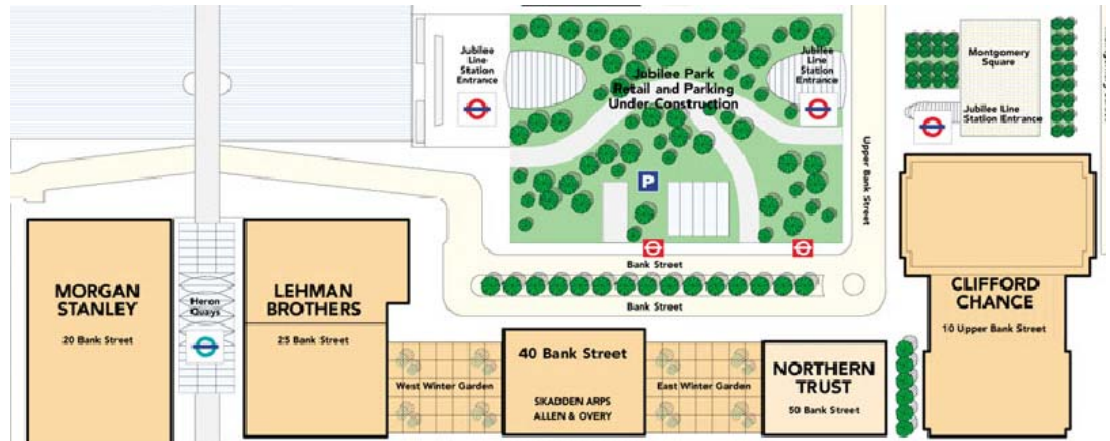 Jubilee
Line
Station
Entrance
Jubilee Park
Retail and Parking
Under Construction
Jubilee
Line
Station
Entrance
Montgomery
Square
Jubilee Line
Station Entrance
P
Upper Bank Street
Bank Street
Bank Street
MORGAN
STANLEY
20 Bank Street
Heron
Quays
LEHMAN
BROTHERS
25 Bank Street
West Winter Garden
40 Bank Street
SKADDEN ARPS
ALLEN & OVERY
East Winter Garden
NORTHERN
TRUST
50 Bank Street
CLIFFORD
CHANCE
10 Upper Bank Street